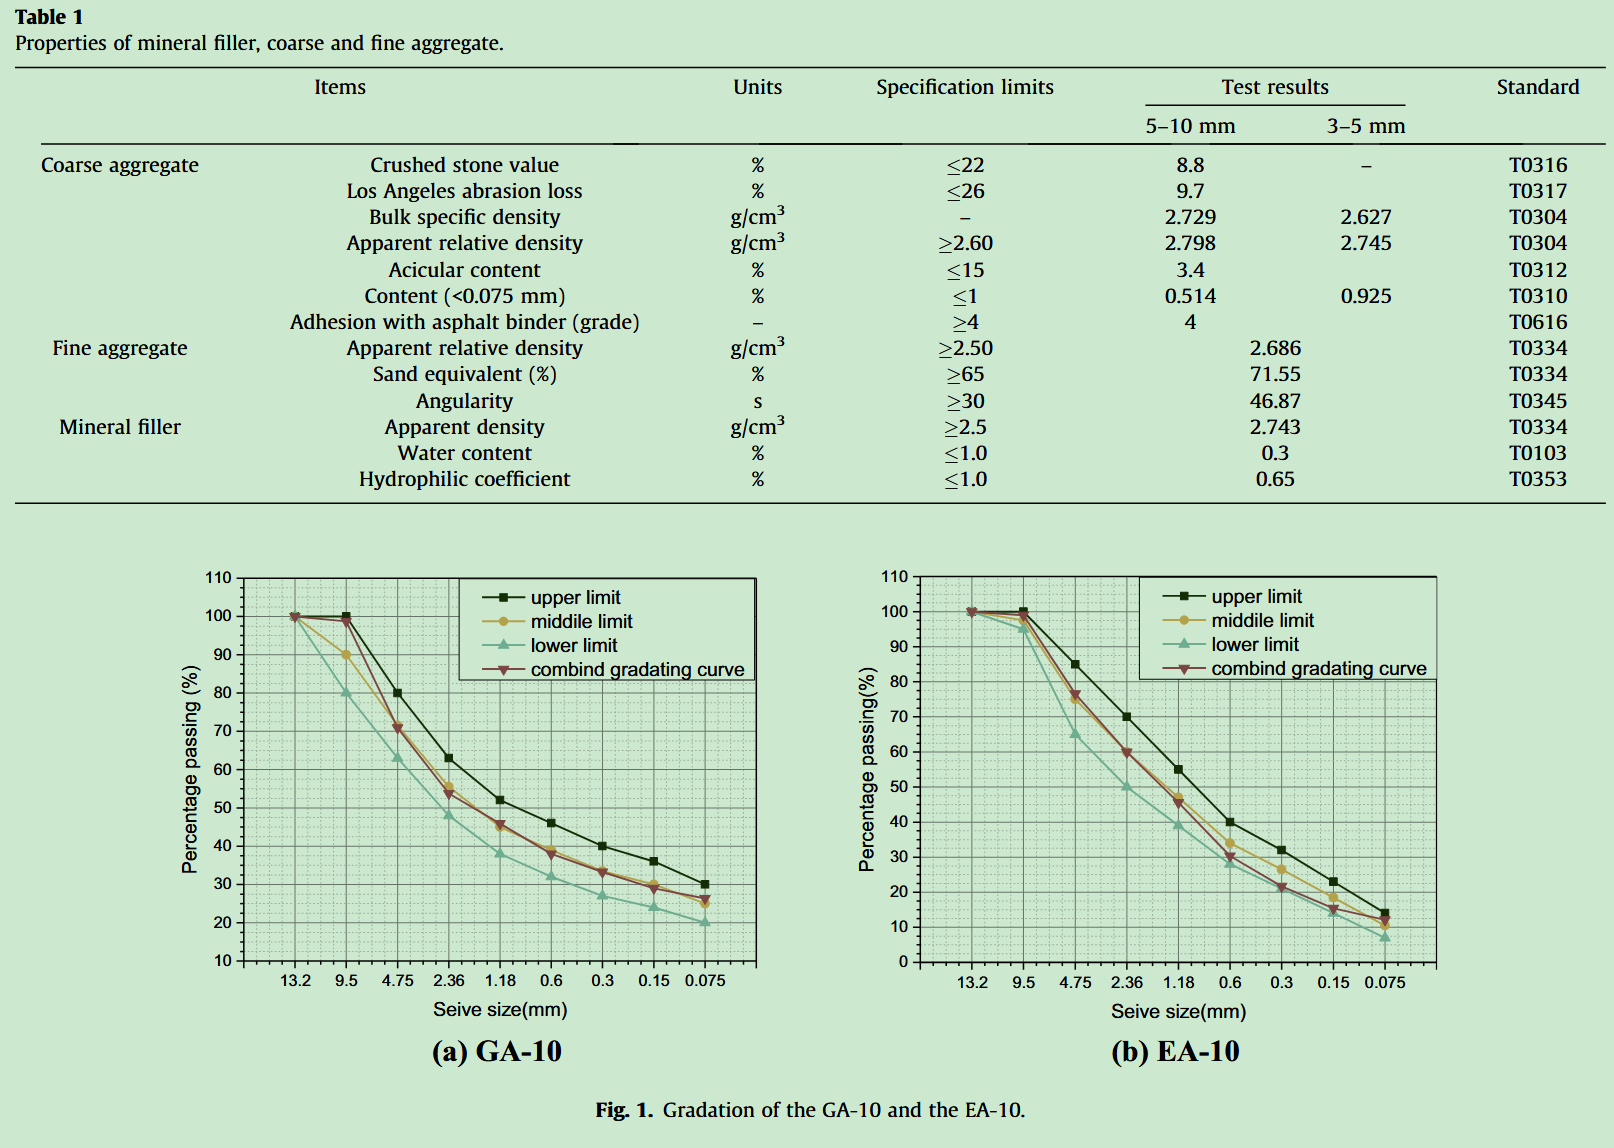 Table 1
Properties of mineral filler, coarse and fine aggregate.
Items Units Specification limits Test results Standard
5–10 mm 3–5 mm
Coarse aggregate Crushed stone value % ≤22 8.8 – T0316
Los Angeles abrasion loss % ≤26 9.7 T0317
Bulk specific density g/cm³ – 2.729 2.627 T0304
Apparent relative density g/cm³ ≥2.60 2.798 2.745 T0304
Acicular content % ≤15 3.4 T0312
Content (<0.075 mm) % ≤1 0.514 0.925 T0310
Adhesion with asphalt binder (grade) – ≥4 4 T0616
Fine aggregate Apparent relative density g/cm³ ≥2.50 2.686 T0334
Sand equivalent (%) % ≥65 71.55 T0334
Angularity s ≥30 46.87 T0345
Mineral filler Apparent density g/cm³ ≥2.5 2.743 T0334
Water content % ≤1.0 0.3 T0103
Hydrophilic coefficient % ≤1.0 0.65 T0353
Percentage passing (%)
110
100
90
80
70
60
50
40
30
20
10
upper limit
middile limit
lower limit
combind gradating curve
13.2 9.5 4.75 2.36 1.18 0.6 0.3 0.15 0.075
Seive size(mm)
(a) GA-10
Percentage passing(%)
110
100
90
80
70
60
50
40
30
20
10
0
upper limit
middile limit
lower limit
combind gradating curve
13.2 9.5 4.75 2.36 1.18 0.6 0.3 0.15 0.075
Seive size(mm)
(b) EA-10
Fig. 1. Gradation of the GA-10 and the EA-10.